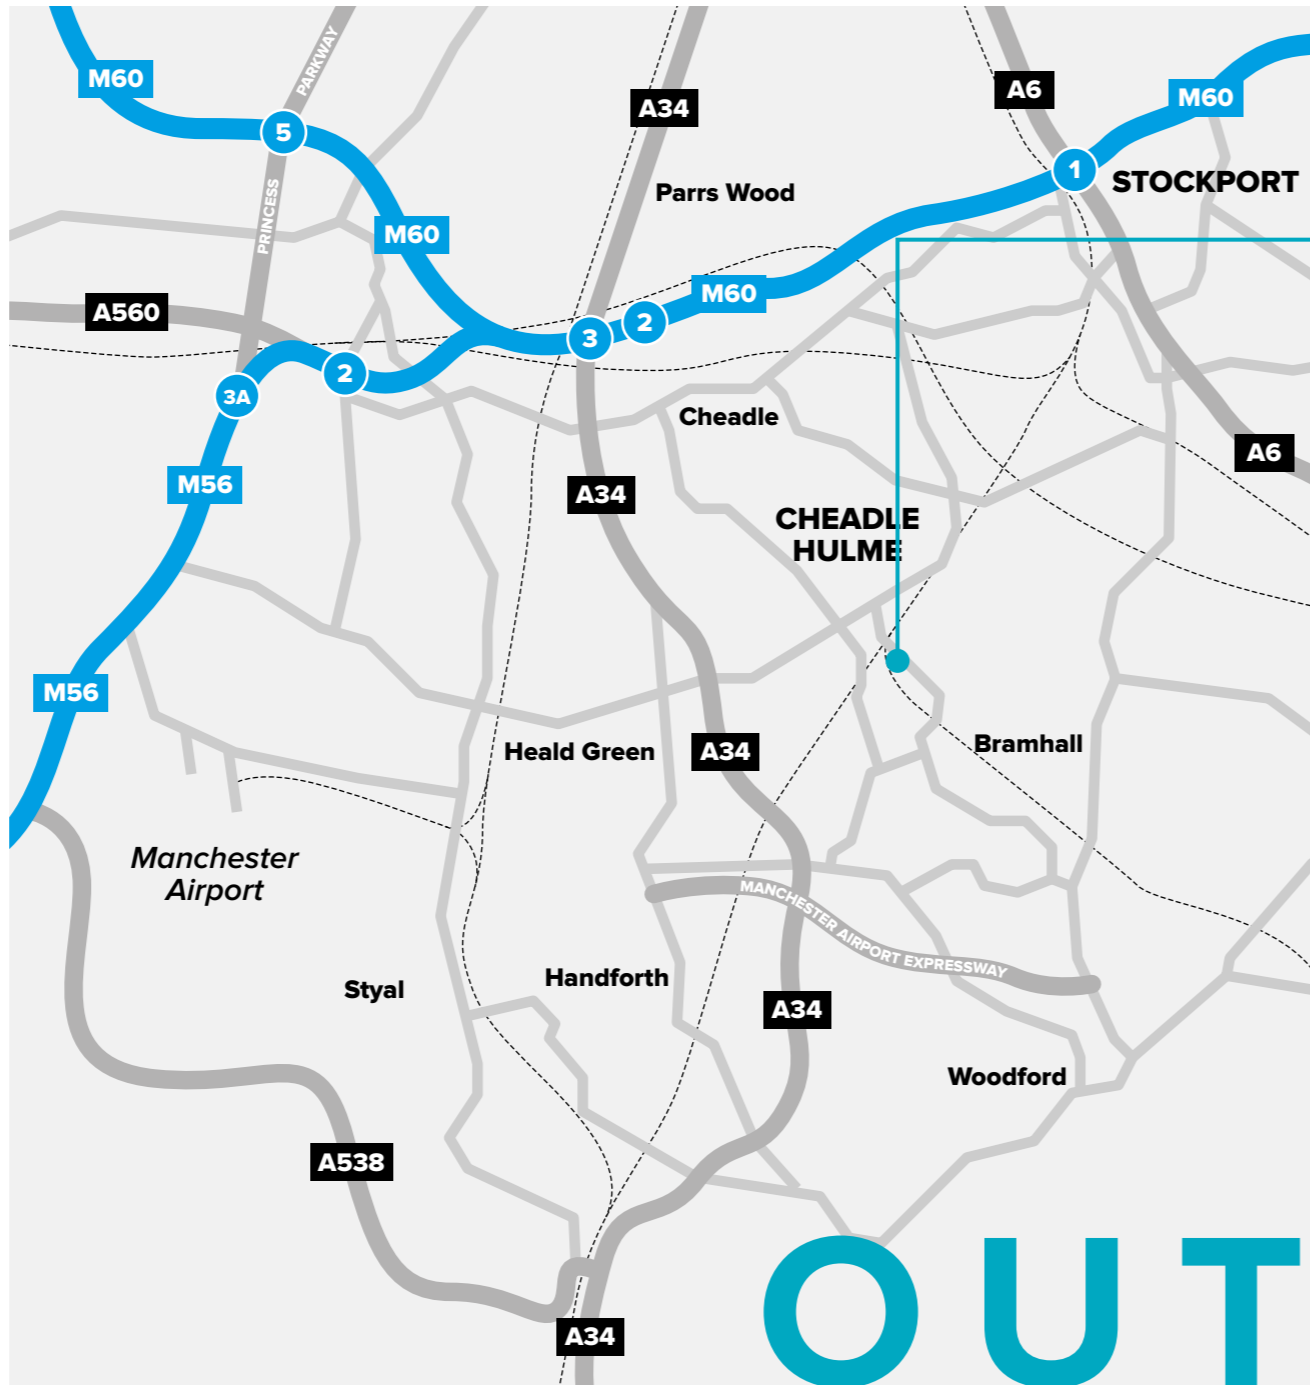 M60
PARKWAY
A34
A6
M60
5
1
STOCKPORT
Parrs Wood
PRINCESS
M60
M60
A560
2
3
2
3A
Cheadle
A6
M56
A34
CHEADLE
HULME
M56
Heald Green
A34
Bramhall
Manchester
Airport
MANCHESTER AIRPORT EXPRESSWAY
Styal
Handforth
A34
Woodford
A538
OUT
A34